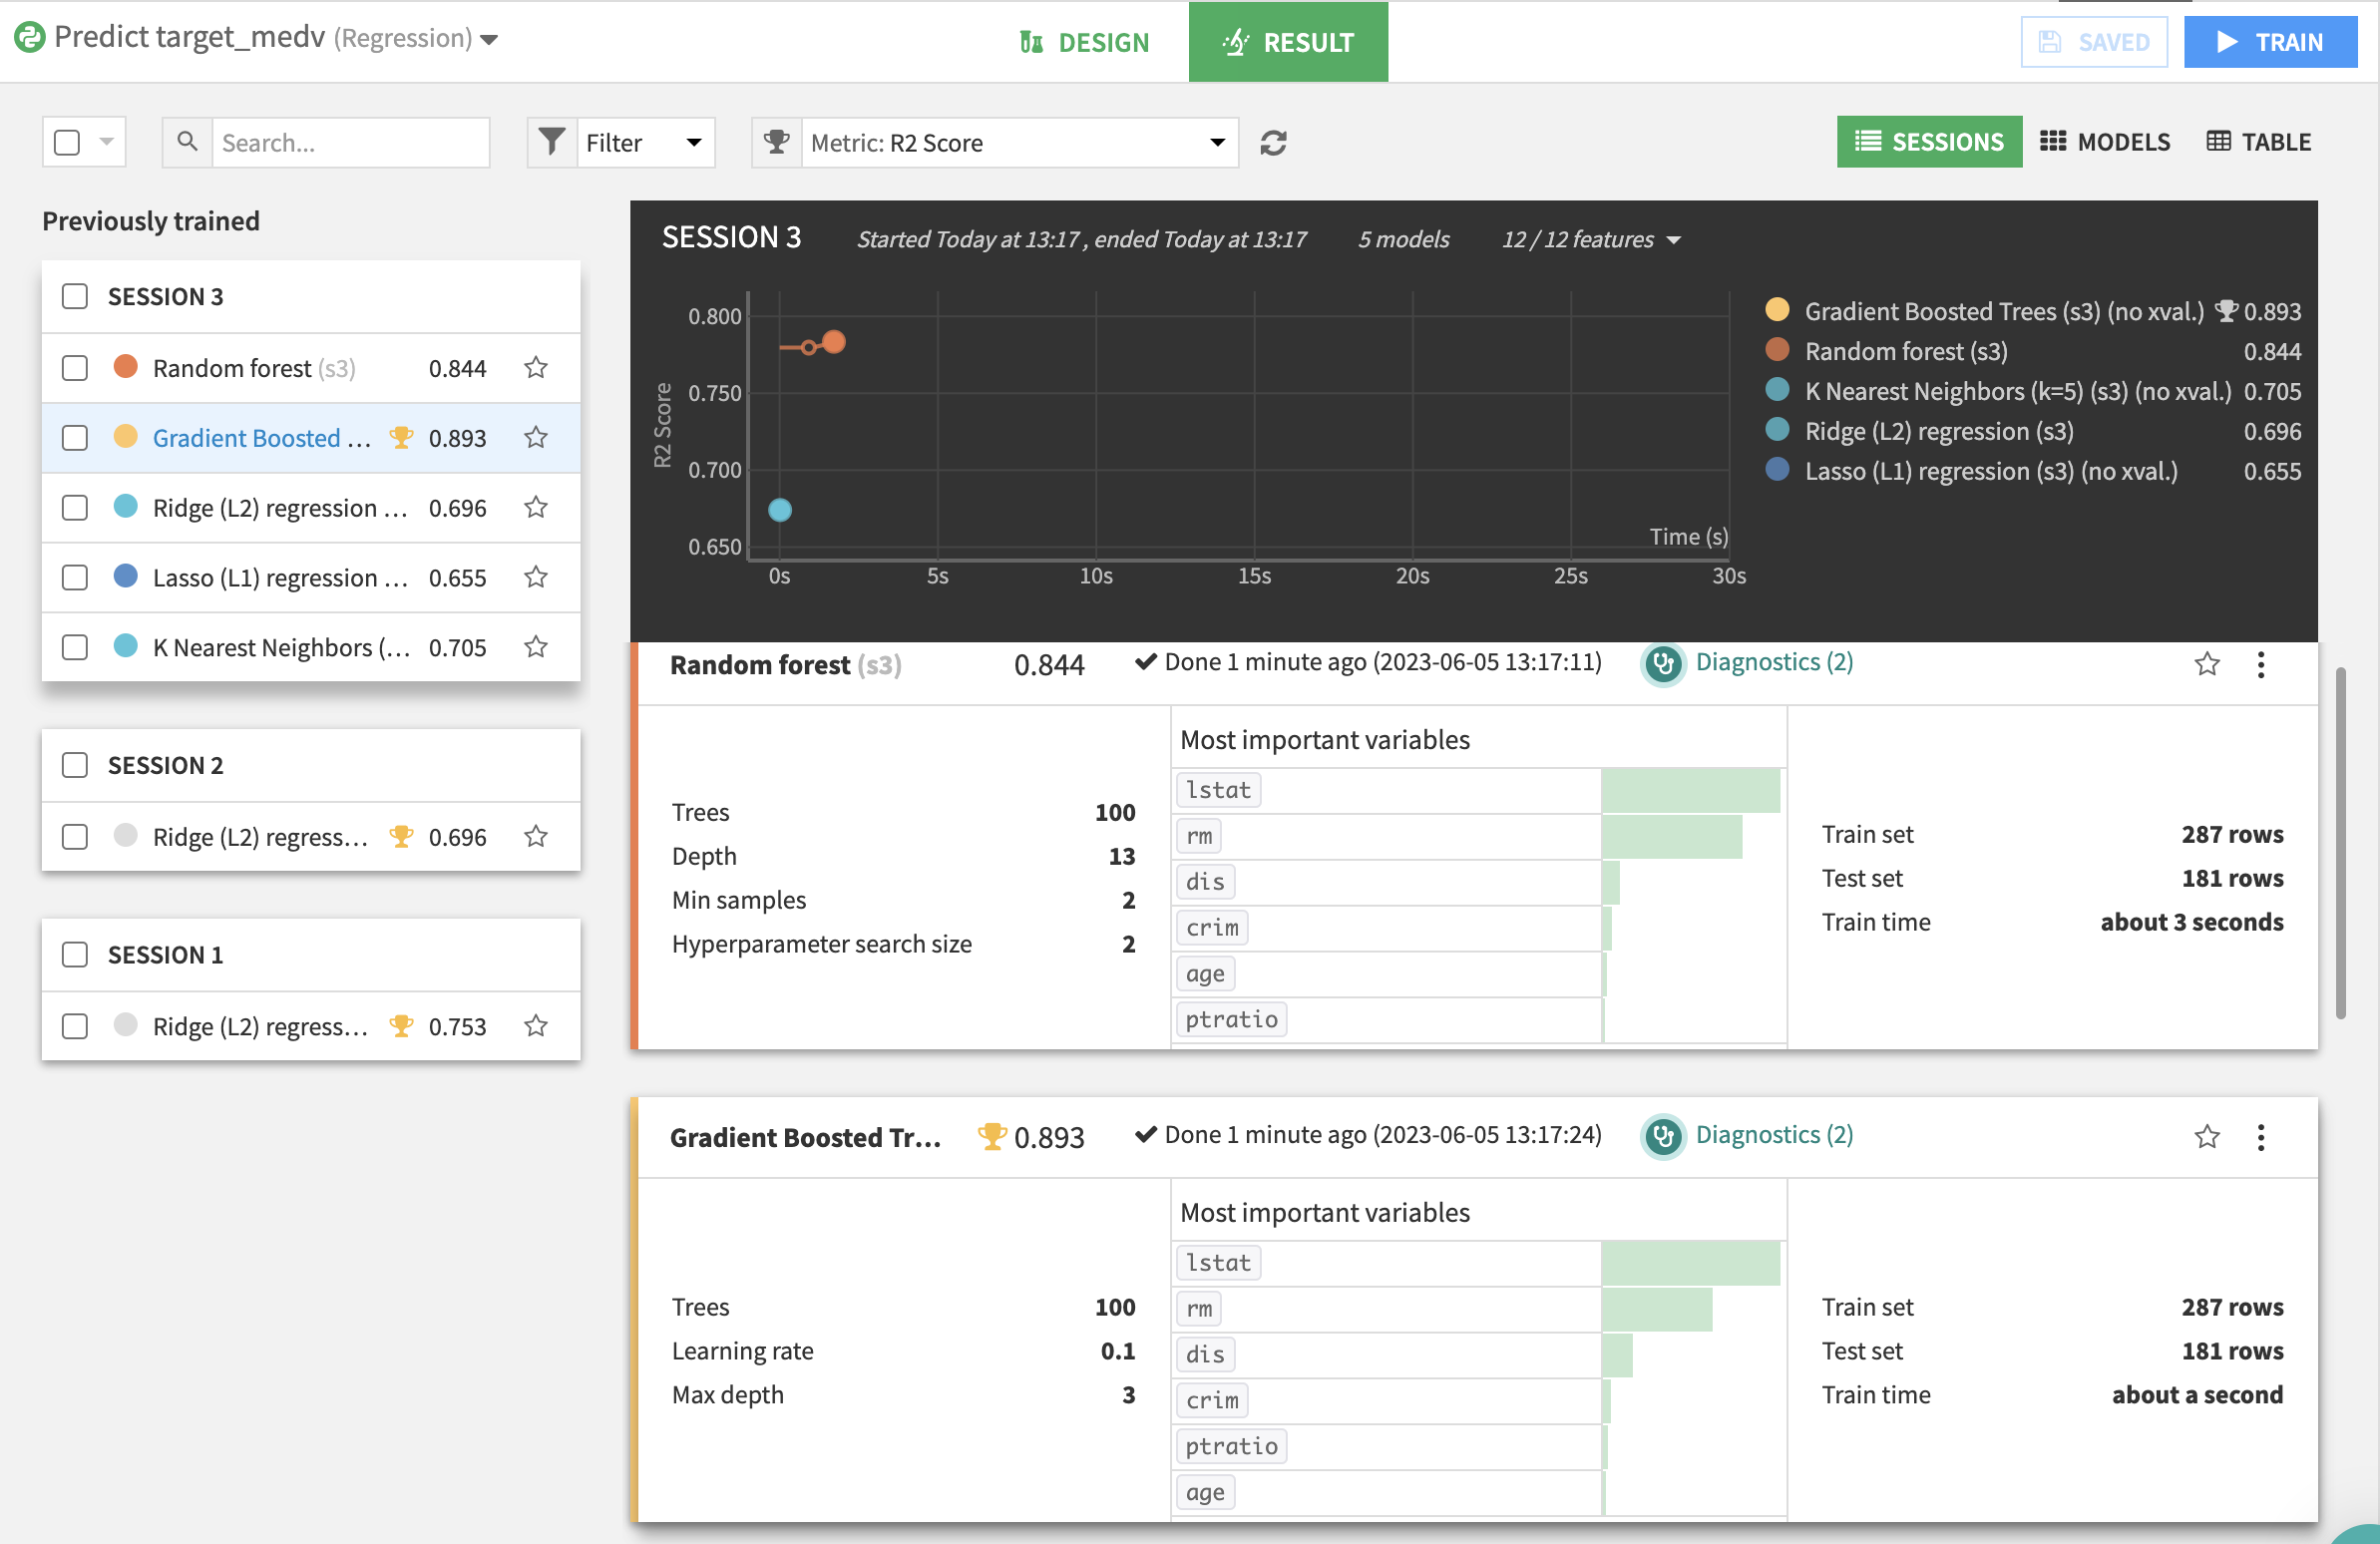 Predict target_medv (Regression)
DESIGN
RESULT
SAVED
TRAIN
Search...
Filter
Metric: R2 Score
SESSIONS
MODELS
TABLE
Previously trained
SESSION 3
Random forest (s3) 0.844
Gradient Boosted ... 0.893
Ridge (L2) regression ... 0.696
Lasso (L1) regression ... 0.655
K Nearest Neighbors (... 0.705
SESSION 2
Ridge (L2) regress... 0.696
SESSION 1
Ridge (L2) regress... 0.753
SESSION 3 Started Today at 13:17 , ended Today at 13:17 5 models 12 / 12 features
R2 Score
0.800
0.750
0.700
0.650
Time (s)
0s 5s 10s 15s 20s 25s 30s
Gradient Boosted Trees (s3) (no xval.) 0.893
Random forest (s3) 0.844
K Nearest Neighbors (k=5) (s3) (no xval.) 0.705
Ridge (L2) regression (s3) 0.696
Lasso (L1) regression (s3) (no xval.) 0.655
Random forest (s3) 0.844 Done 1 minute ago (2023-06-05 13:17:11) Diagnostics (2)
Trees 100
Depth 13
Min samples 2
Hyperparameter search size 2
Most important variables
lstat
rm
dis
crim
age
ptratio
Train set 287 rows
Test set 181 rows
Train time about 3 seconds
Gradient Boosted Tr... 0.893 Done 1 minute ago (2023-06-05 13:17:24) Diagnostics (2)
Trees 100
Learning rate 0.1
Max depth 3
Most important variables
lstat
rm
dis
crim
ptratio
age
Train set 287 rows
Test set 181 rows
Train time about a second